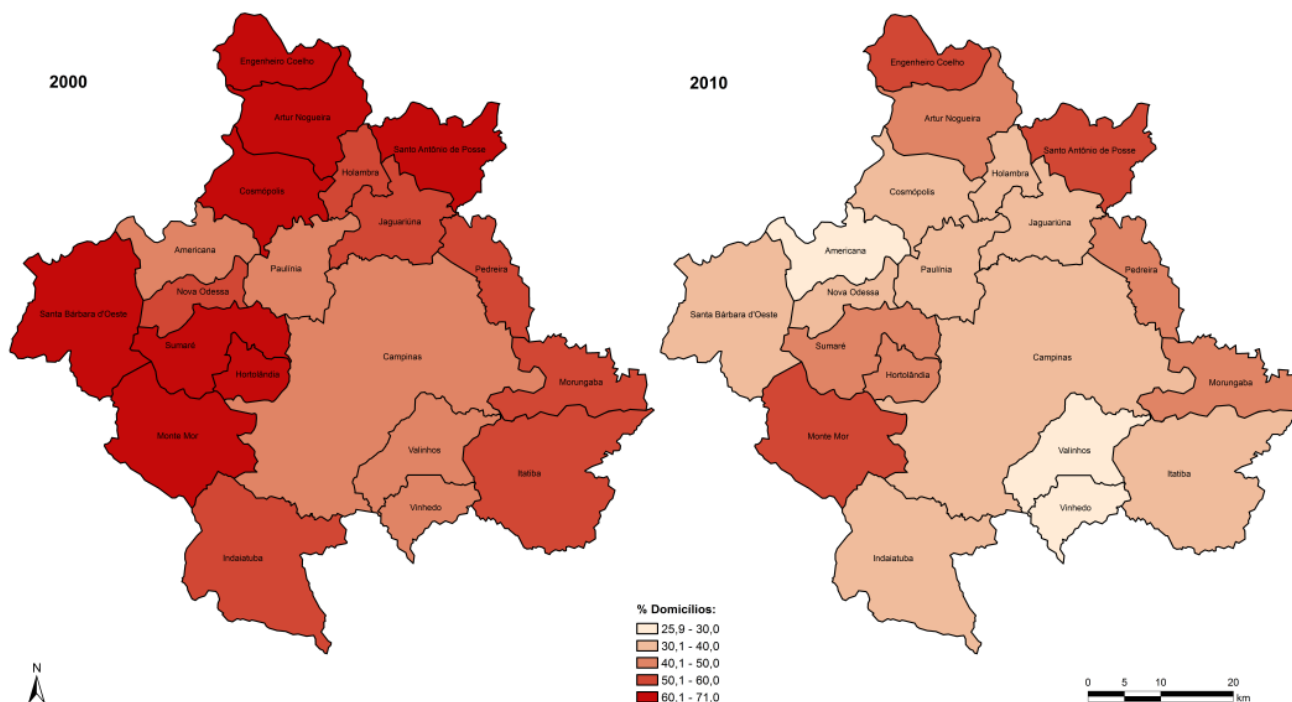 2000
Engenheiro Coelho
Artur Nogueira
Santo Antônio de Posse
Holambra
Cosmópolis
Jaguariúna
Americana
Paulínia
Pedreira
Nova Odessa
Santa Bárbara d'Oeste
Sumaré
Campinas
Hortolândia
Morungaba
Monte Mor
Valinhos
Itatiba
Vinhedo
Indaiatuba
2010
Engenheiro Coelho
Artur Nogueira
Santo Antônio de Posse
Holambra
Cosmópolis
Jaguariúna
Americana
Paulínia
Pedreira
Nova Odessa
Santa Bárbara d'Oeste
Sumaré
Campinas
Hortolândia
Morungaba
Monte Mor
Valinhos
Itatiba
Vinhedo
Indaiatuba
% Domicílios:
25,9 - 30,0
30,1 - 40,0
40,1 - 50,0
50,1 - 60,0
60,1 - 71,0
N
0 5 10 20
km